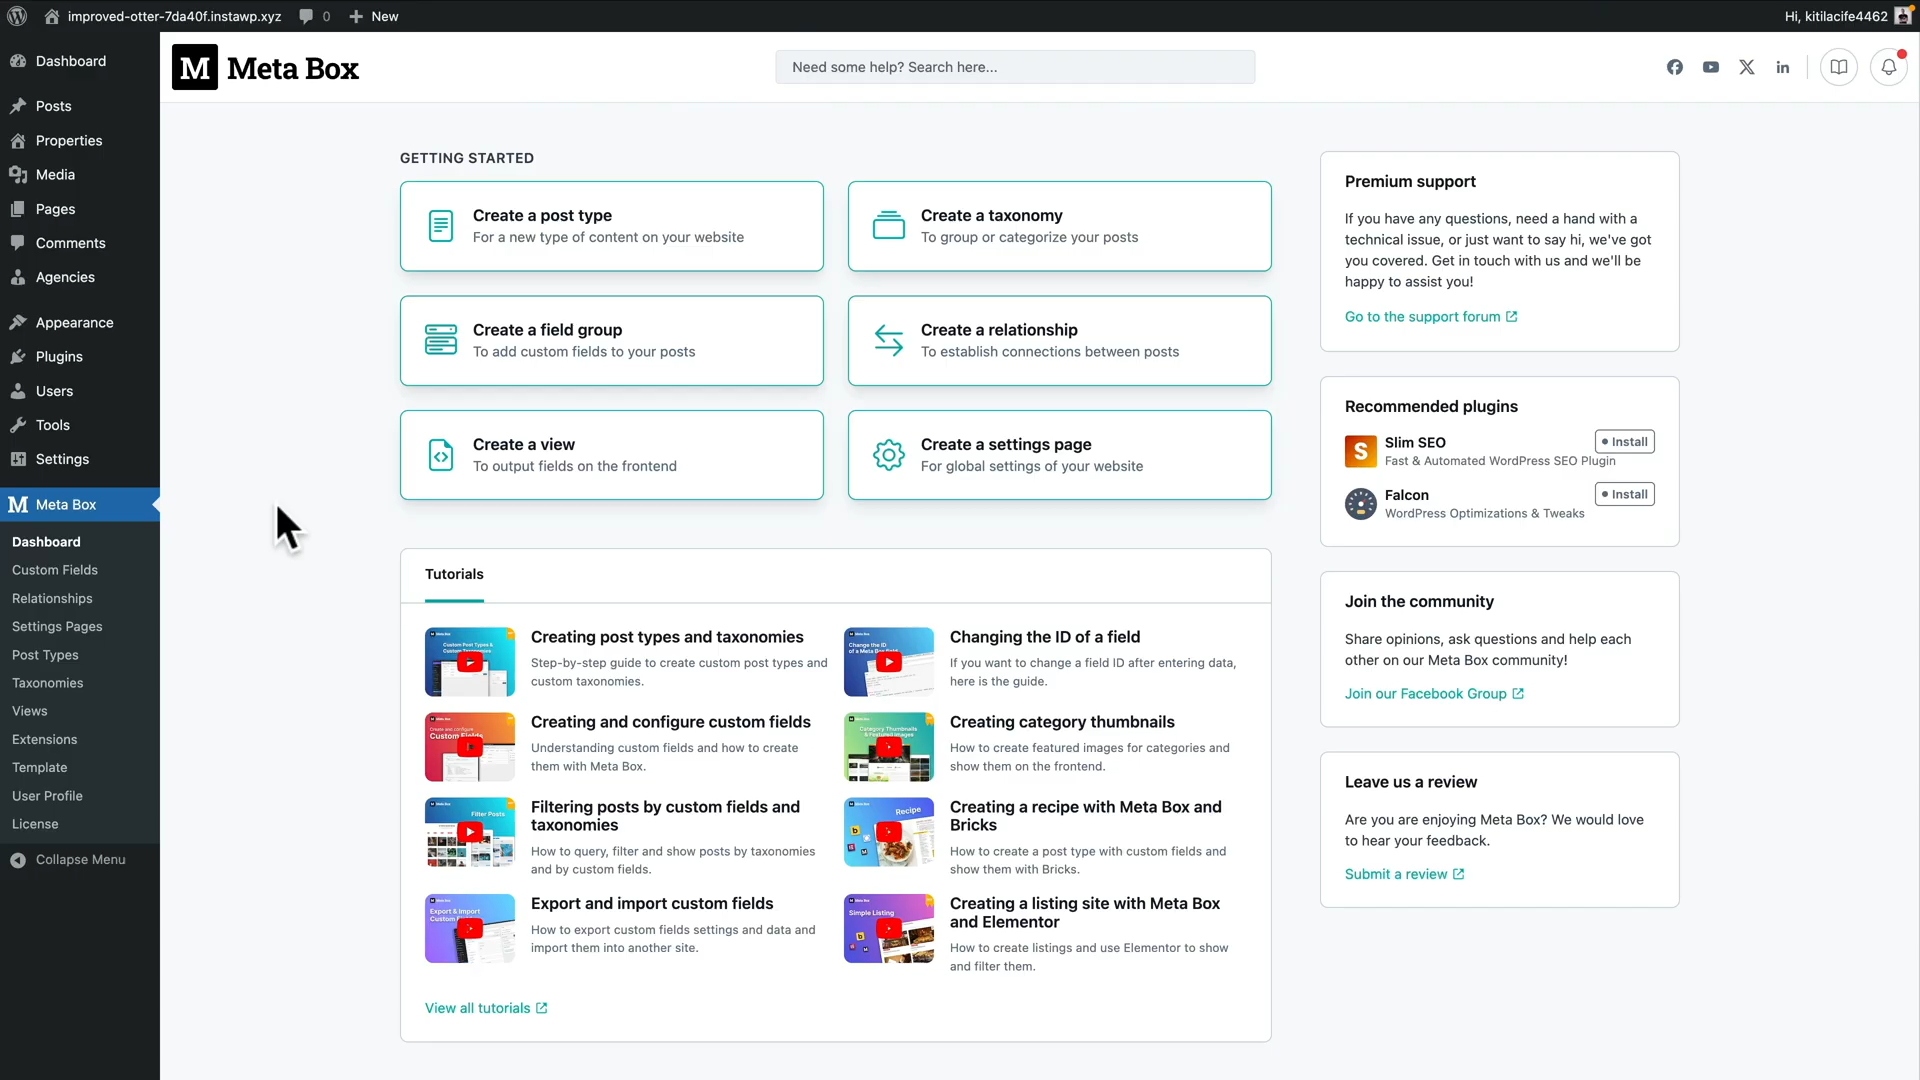 improved-otter-7da40f.instawp.xyz
0
New
Hi, kitilacife4462
Dashboard
Posts
Properties
Media
Pages
Comments
Agencies
Appearance
Plugins
Users
Tools
Settings
M Meta Box
Dashboard
Custom Fields
Relationships
Settings Pages
Post Types
Taxonomies
Views
Extensions
Template
User Profile
License
Collapse Menu
M Meta Box
Need some help? Search here...
GETTING STARTED
Create a post type
For a new type of content on your website
Create a taxonomy
To group or categorize your posts
Create a field group
To add custom fields to your posts
Create a relationship
To establish connections between posts
Create a view
To output fields on the frontend
Create a settings page
For global settings of your website
Tutorials
Creating post types and taxonomies
Step-by-step guide to create custom post types and
custom taxonomies.
Changing the ID of a field
If you want to change a field ID after entering data,
here is the guide.
Creating and configure custom fields
Understanding custom fields and how to create
them with Meta Box.
Creating category thumbnails
How to create featured images for categories and
show them on the frontend.
Filter Posts
Filtering posts by custom fields and
taxonomies
How to query, filter and show posts by taxonomies
and by custom fields.
Recipe
Creating a recipe with Meta Box and
Bricks
How to create a post type with custom fields and
show them with Bricks.
Export and import custom fields
How to export custom fields settings and data and
import them into another site.
Simple Listing
Creating a listing site with Meta Box
and Elementor
How to create listings and use Elementor to show
and filter them.
View all tutorials
Premium support
If you have any questions, need a hand with a
technical issue, or just want to say hi, we've got
you covered. Get in touch with us and we'll be
happy to assist you!
Go to the support forum
Recommended plugins
S
Slim SEO
Install
Fast & Automated WordPress SEO Plugin
Falcon
Install
WordPress Optimizations & Tweaks
Join the community
Share opinions, ask questions and help each
other on our Meta Box community!
Join our Facebook Group
Leave us a review
Are you are enjoying Meta Box? We would love
to hear your feedback.
Submit a review